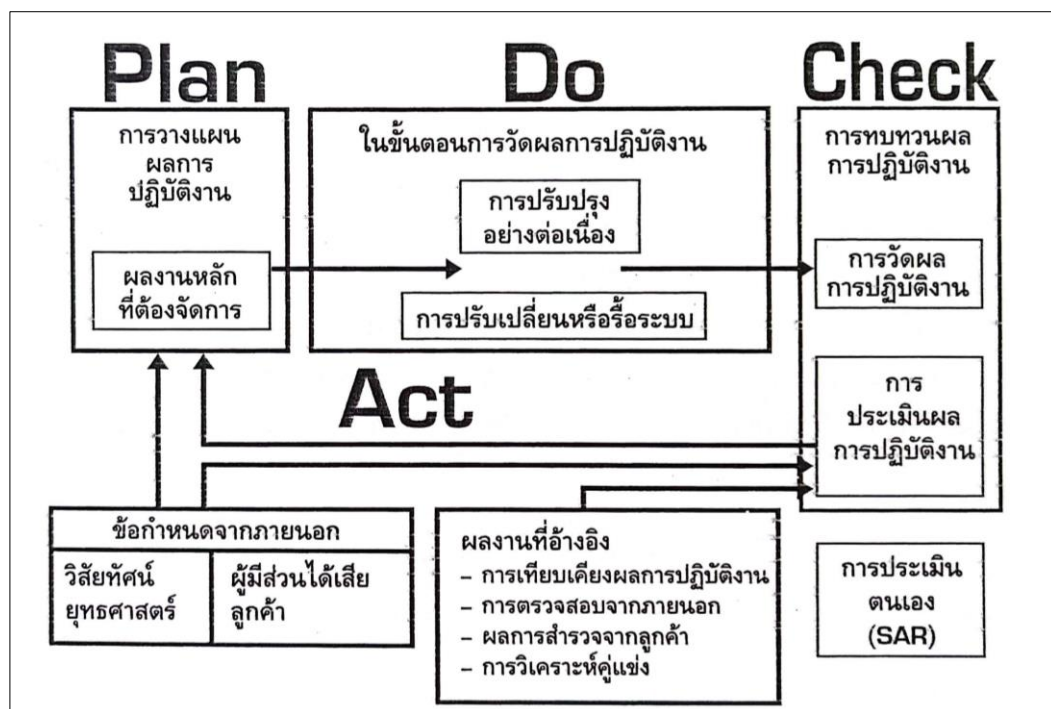 Plan
Do
Check
การวางแผน
ผลการ
ปฏิบัติงาน
ผลงานหลัก
ที่ต้องจัดการ
ในขั้นตอนการวัดผลการปฏิบัติงาน
การปรับปรุง
อย่างต่อเนื่อง
การปรับเปลี่ยนหรือรื้อระบบ
การทบทวนผล
การปฏิบัติงาน
การวัดผล
การปฏิบัติงาน
การ
ประเมินผล
การปฏิบัติงาน
Act
ข้อกำหนดจากภายนอก
วิสัยทัศน์
ยุทธศาสตร์
ผู้มีส่วนได้เสีย
ลูกค้า
ผลงานที่อ้างอิง
– การเทียบเคียงผลการปฏิบัติงาน
– การตรวจสอบจากภายนอก
– ผลการสำรวจจากลูกค้า
– การวิเคราะห์คู่แข่ง
การประเมิน
ตนเอง
(SAR)